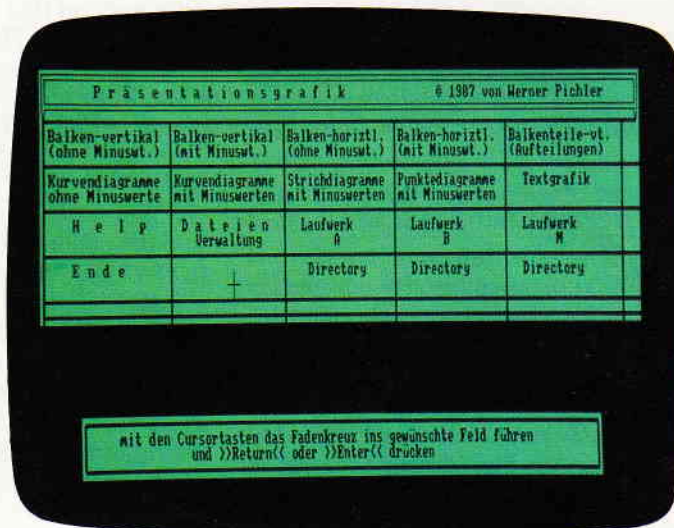 Präsentationsgrafik © 1987 von Werner Pichler
Balken-vertikal Balken-vertikal Balken-horiztl. Balken-horiztl. Balkenteile-vt.
(ohne Minuswt.) (mit Minuswt.) (ohne Minuswt.) (mit Minuswt.) (Aufteilungen)
Kurvendiagramme Kurvendiagramme Strichdiagramme Punktediagramme Textgrafik
ohne Minuswerte mit Minuswerten mit Minuswerten mit Minuswerten
Help Dateien Laufwerk Laufwerk Laufwerk
Verwaltung A B M
Ende Directory Directory Directory
mit den Cursortasten das Fadenkreuz ins gewünschte Feld führen
und >>Return<< oder >>Enter<< drücken